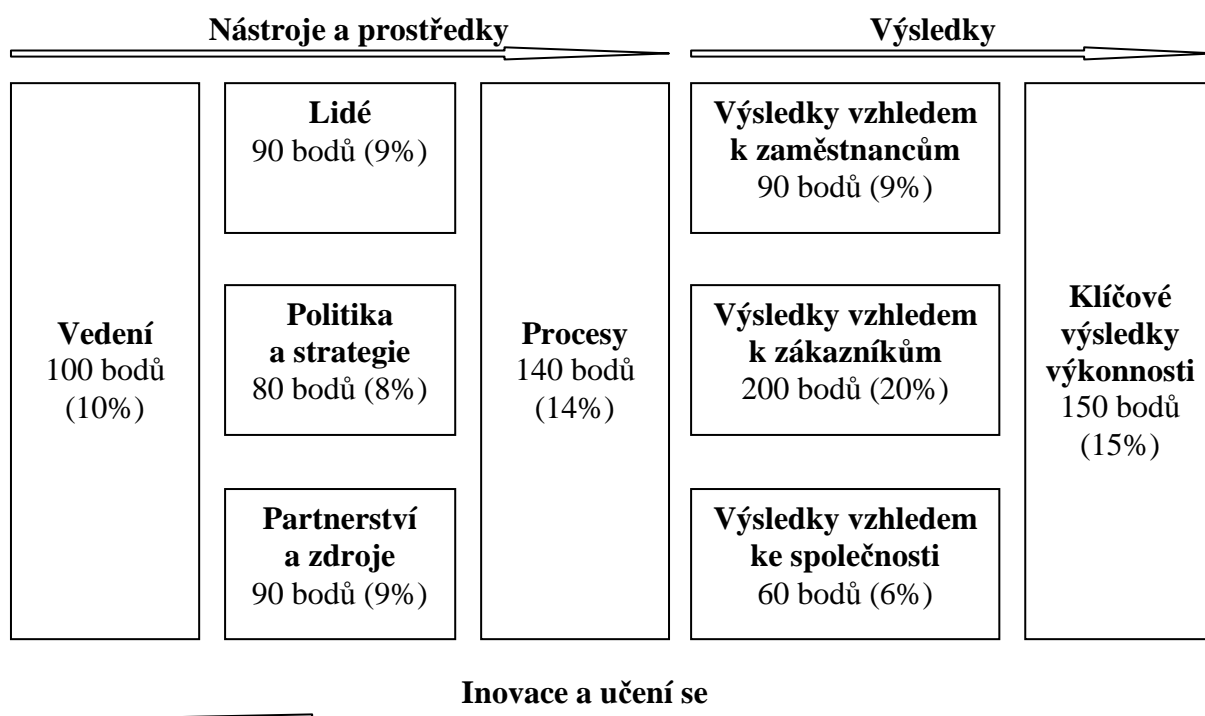 Nástroje a prostředky
Výsledky
Vedení
100 bodů
(10%)
Lidé
90 bodů (9%)
Politika
a strategie
80 bodů (8%)
Partnerství
a zdroje
90 bodů (9%)
Procesy
140 bodů
(14%)
Výsledky vzhledem
k zaměstnancům
90 bodů (9%)
Výsledky vzhledem
k zákazníkům
200 bodů (20%)
Výsledky vzhledem
ke společnosti
60 bodů (6%)
Klíčové
výsledky
výkonnosti
150 bodů
(15%)
Inovace a učení se